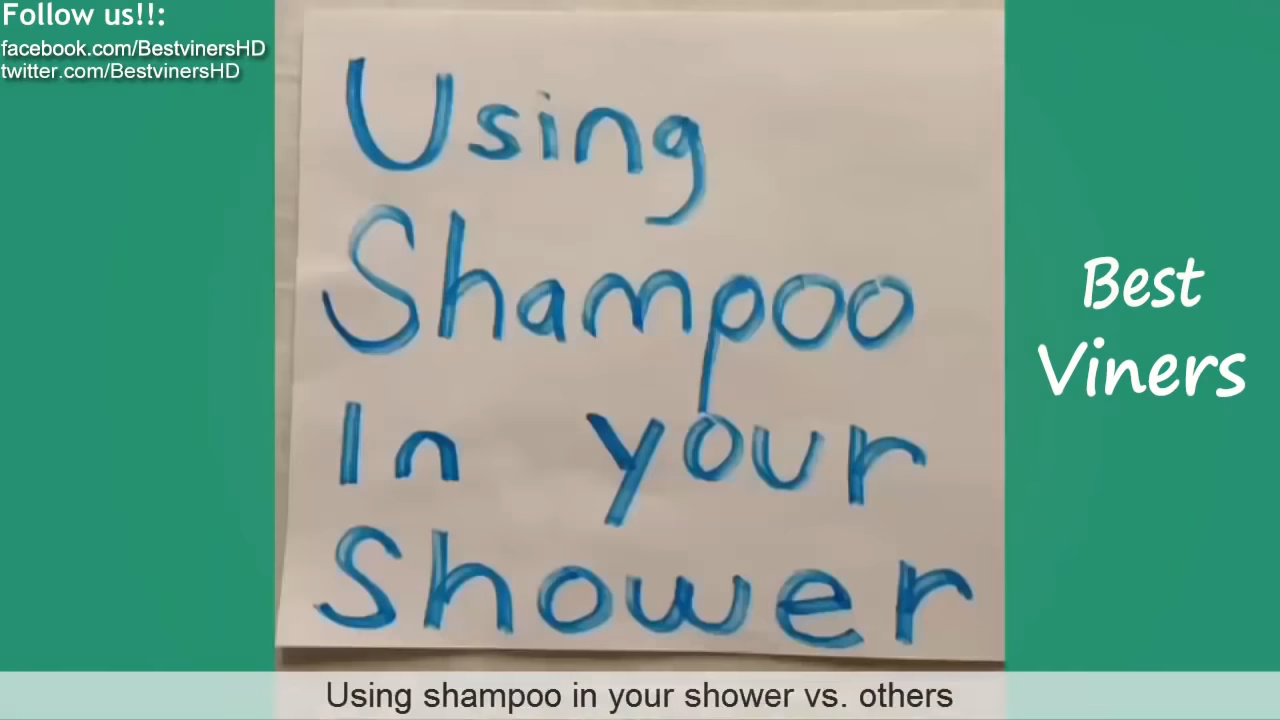 Follow us!!:
facebook.com/BestvinersHD
twitter.com/BestvinersHD
Using
Shampoo
In your
Shower
Best
Viners
Using shampoo in your shower vs. others